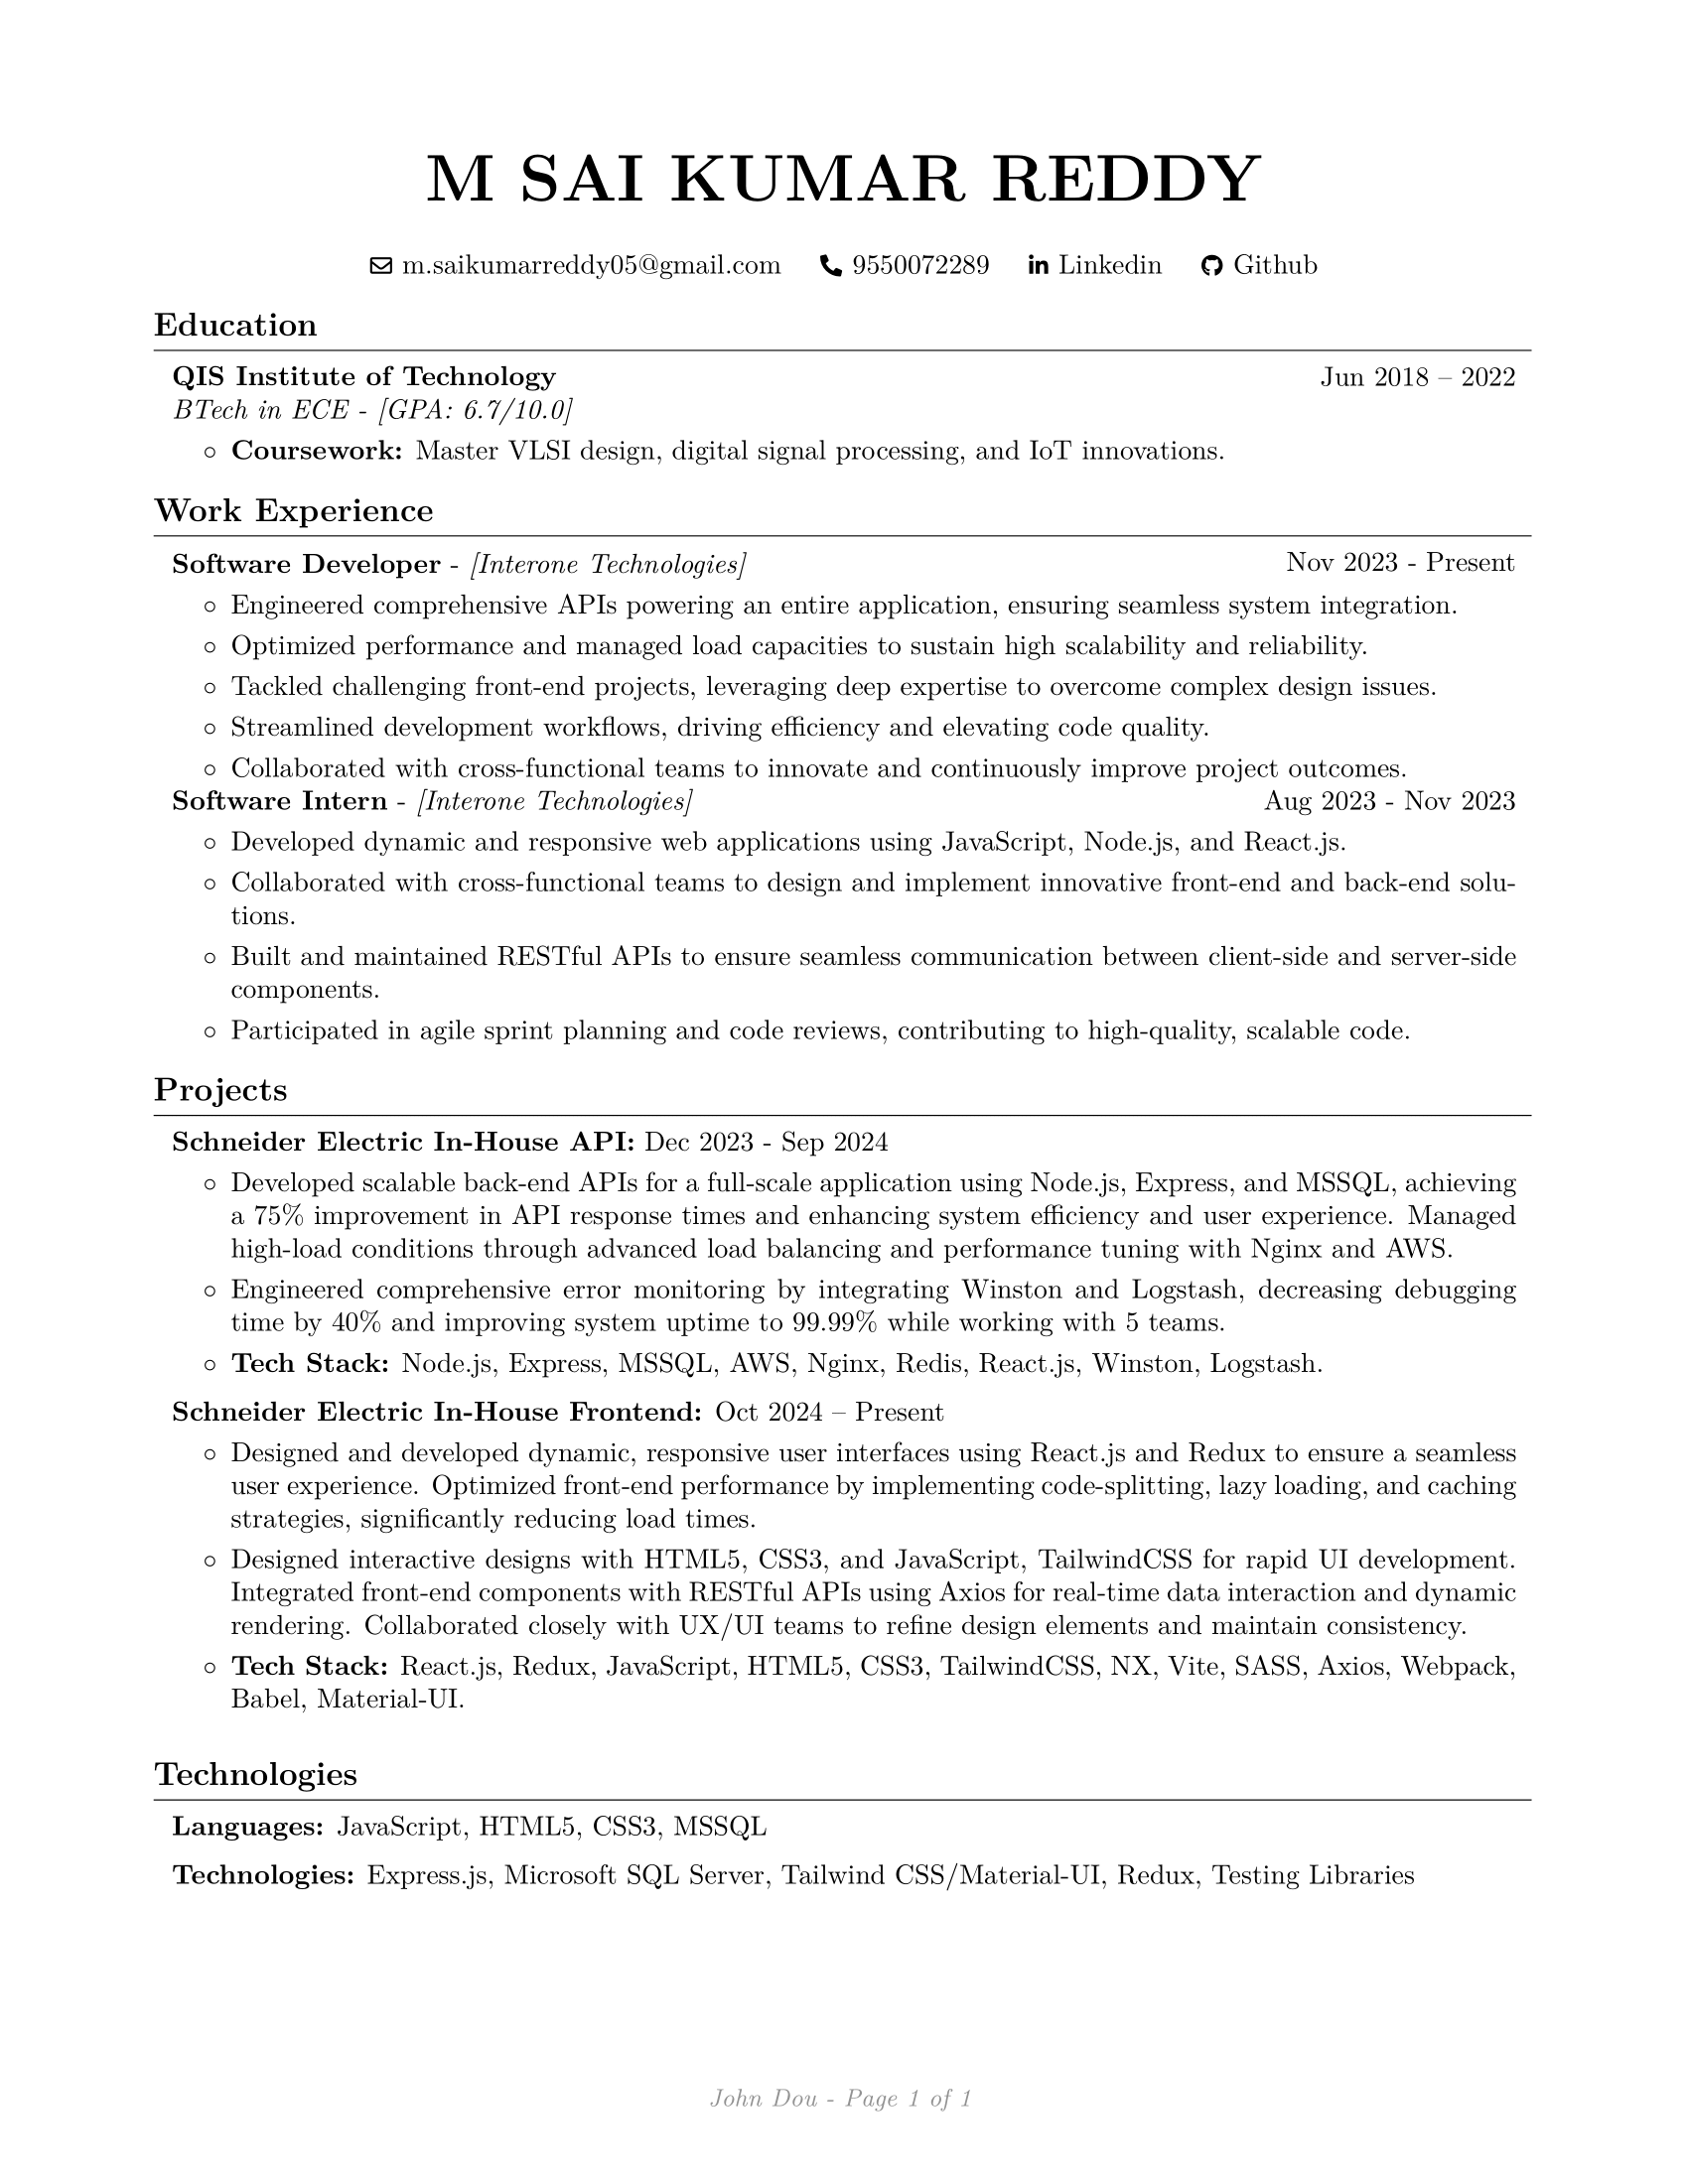 M SAI KUMAR REDDY
m.saikumarreddy05@gmail.com 9550072289 Linkedin Github
Education
QIS Institute of Technology Jun 2018 – 2022
BTech in ECE - [GPA: 6.7/10.0]
Coursework: Master VLSI design, digital signal processing, and IoT innovations.
Work Experience
Software Developer - [Interone Technologies] Nov 2023 - Present
Engineered comprehensive APIs powering an entire application, ensuring seamless system integration.
Optimized performance and managed load capacities to sustain high scalability and reliability.
Tackled challenging front-end projects, leveraging deep expertise to overcome complex design issues.
Streamlined development workflows, driving efficiency and elevating code quality.
Collaborated with cross-functional teams to innovate and continuously improve project outcomes.
Software Intern - [Interone Technologies] Aug 2023 - Nov 2023
Developed dynamic and responsive web applications using JavaScript, Node.js, and React.js.
Collaborated with cross-functional teams to design and implement innovative front-end and back-end solu-
tions.
Built and maintained RESTful APIs to ensure seamless communication between client-side and server-side
components.
Participated in agile sprint planning and code reviews, contributing to high-quality, scalable code.
Projects
Schneider Electric In-House API: Dec 2023 - Sep 2024
Developed scalable back-end APIs for a full-scale application using Node.js, Express, and MSSQL, achieving
a 75% improvement in API response times and enhancing system efficiency and user experience. Managed
high-load conditions through advanced load balancing and performance tuning with Nginx and AWS.
Engineered comprehensive error monitoring by integrating Winston and Logstash, decreasing debugging
time by 40% and improving system uptime to 99.99% while working with 5 teams.
Tech Stack: Node.js, Express, MSSQL, AWS, Nginx, Redis, React.js, Winston, Logstash.
Schneider Electric In-House Frontend: Oct 2024 – Present
Designed and developed dynamic, responsive user interfaces using React.js and Redux to ensure a seamless
user experience. Optimized front-end performance by implementing code-splitting, lazy loading, and caching
strategies, significantly reducing load times.
Designed interactive designs with HTML5, CSS3, and JavaScript, TailwindCSS for rapid UI development.
Integrated front-end components with RESTful APIs using Axios for real-time data interaction and dynamic
rendering. Collaborated closely with UX/UI teams to refine design elements and maintain consistency.
Tech Stack: React.js, Redux, JavaScript, HTML5, CSS3, TailwindCSS, NX, Vite, SASS, Axios, Webpack,
Babel, Material-UI.
Technologies
Languages: JavaScript, HTML5, CSS3, MSSQL
Technologies: Express.js, Microsoft SQL Server, Tailwind CSS/Material-UI, Redux, Testing Libraries
John Dou - Page 1 of 1